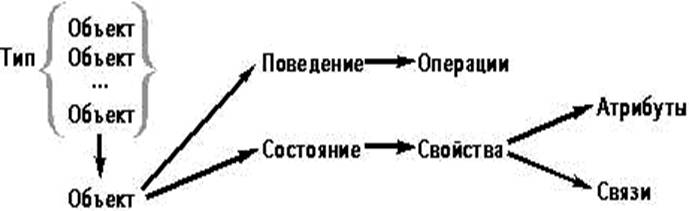 Тип
Объект
Объект
...
Объект
Объект
Поведение
Операции
Состояние
Свойства
Атрибуты
Связи